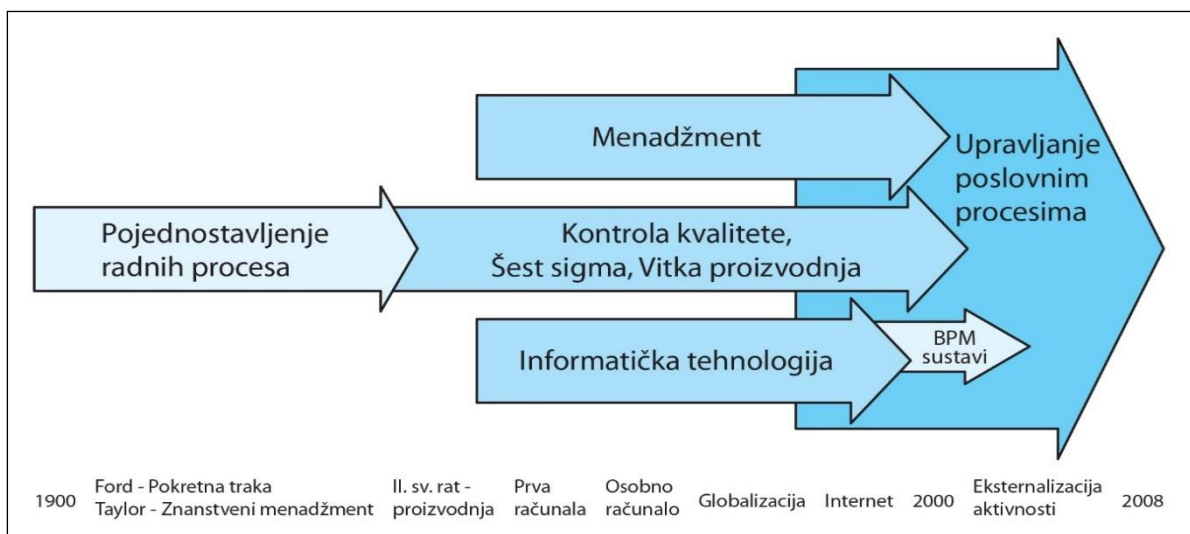 Menadžment
Upravljanje
poslovnim
procesima
Pojednostavljenje
radnih procesa
Kontrola kvalitete,
Šest sigma, Vitka proizvodnja
Informatička tehnologija
BPM
sustavi
1900
Ford - Pokretna traka
Taylor - Znanstveni menadžment
II. sv. rat -
proizvodnja
Prva
računala
Osobno
računalo
Globalizacija
Internet
2000
Eksternalizacija
aktivnosti
2008